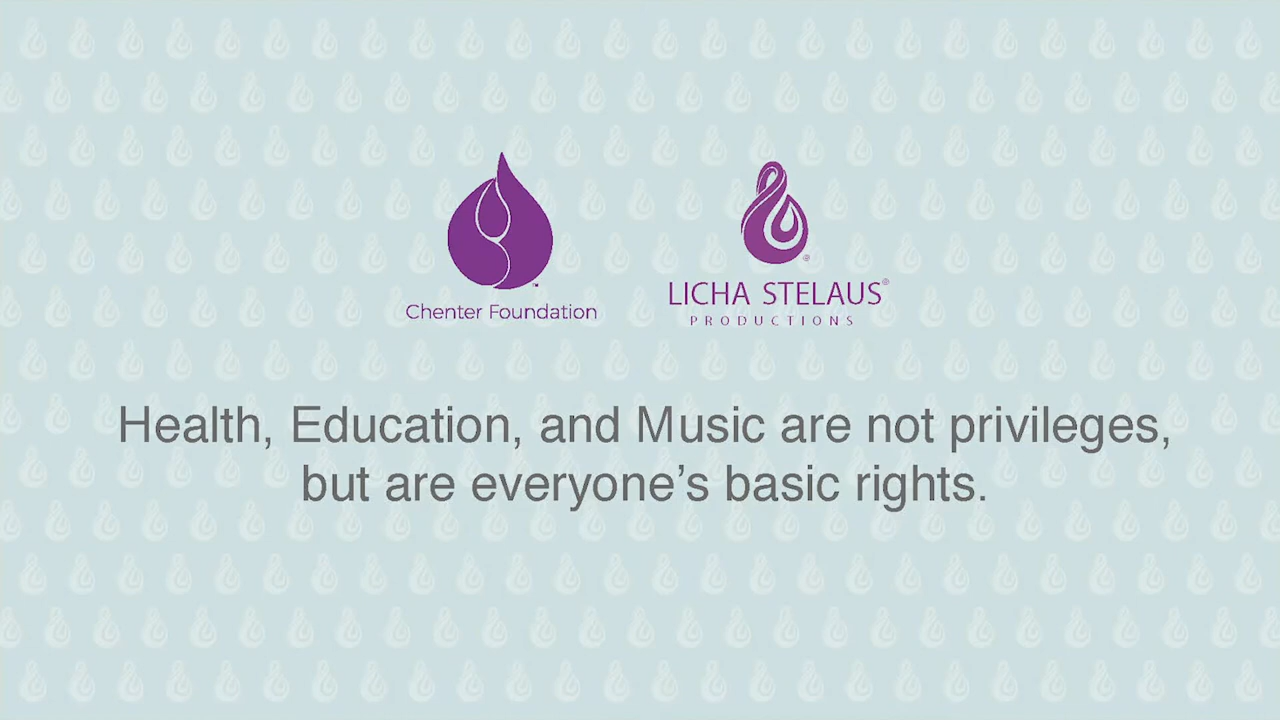 Chenter Foundation
LICHA STELAUS®
PRODUCTIONS
Health, Education, and Music are not privileges,
but are everyone’s basic rights.